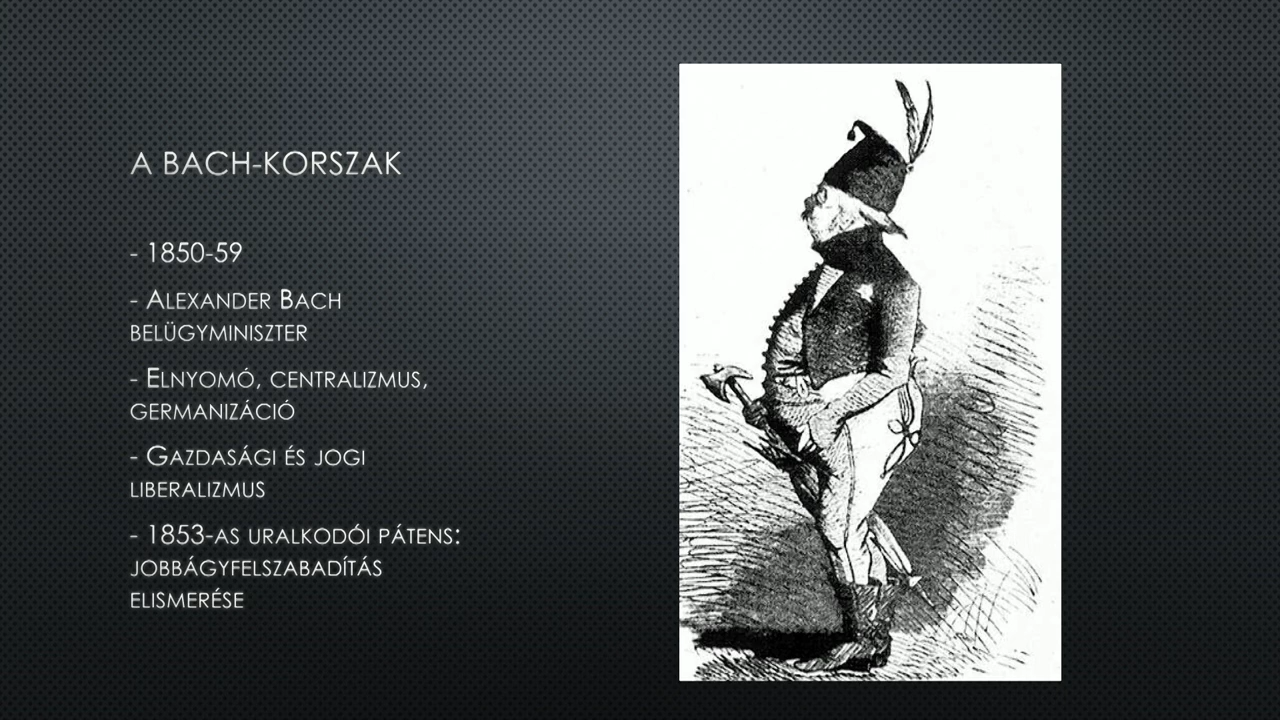 A BACH-KORSZAK
- 1850-59
- ALEXANDER BACH
BELÜGYMINISZTER
- ELNYOMÓ, CENTRALIZMUS,
GERMANIZÁCIÓ
- GAZDASÁGI ÉS JOGI
LIBERALIZMUS
- 1853-AS URALKODÓI PÁTENS:
JOBBÁGYFELSZABADÍTÁS
ELISMERÉSE